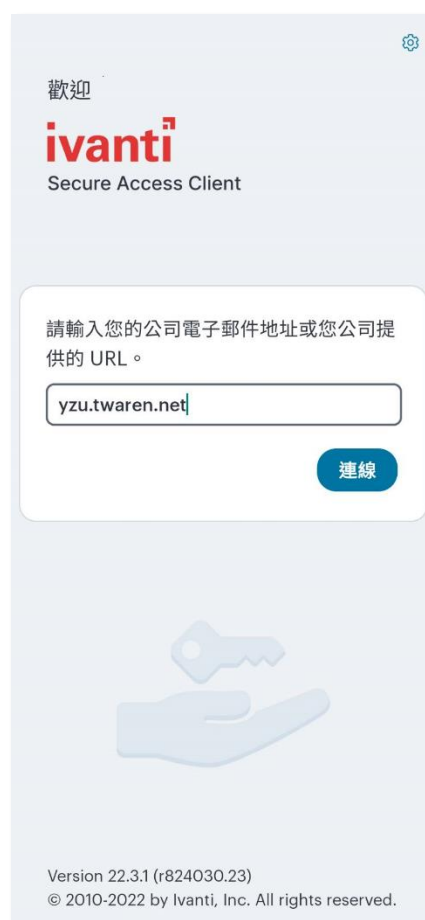 歡迎
ivanti
Secure Access Client
請輸入您的公司電子郵件地址或您公司提
供的 URL。
yzu.twaren.net
連線
Version 22.3.1 (r824030.23)
© 2010-2022 by Ivanti, Inc. All rights reserved.